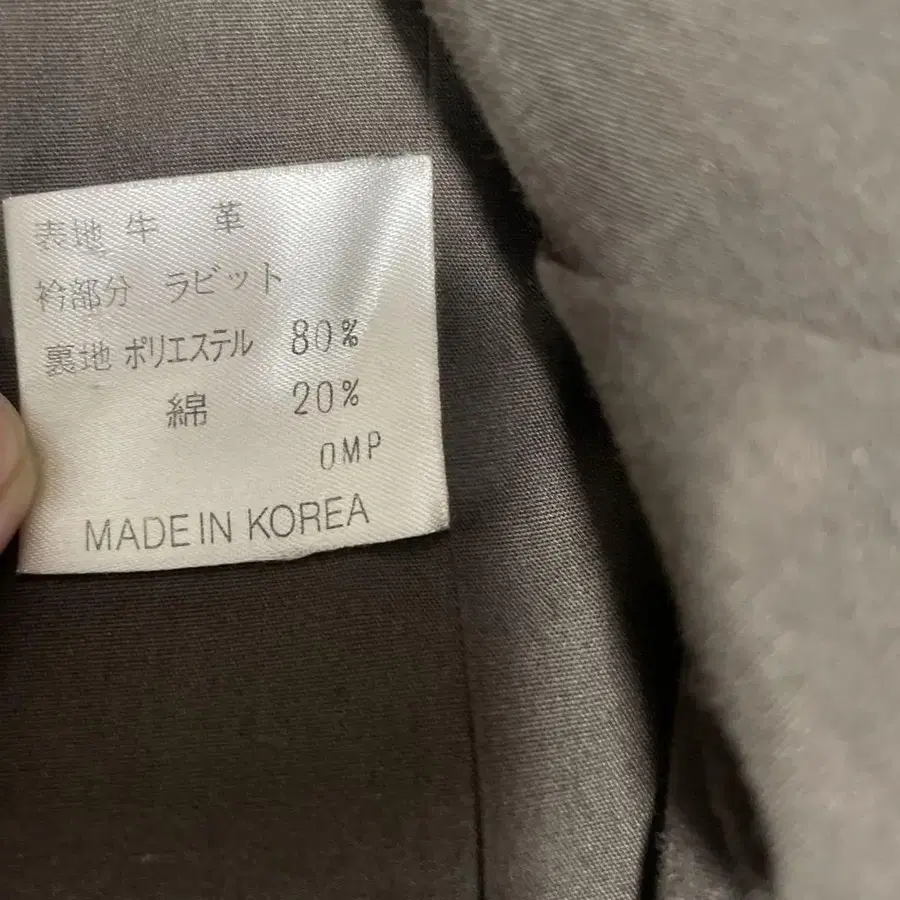 表地 牛 革
衿部分 ラビット
裏地 ポリエステル 80%
綿 20%
OMP
MADE IN KOREA